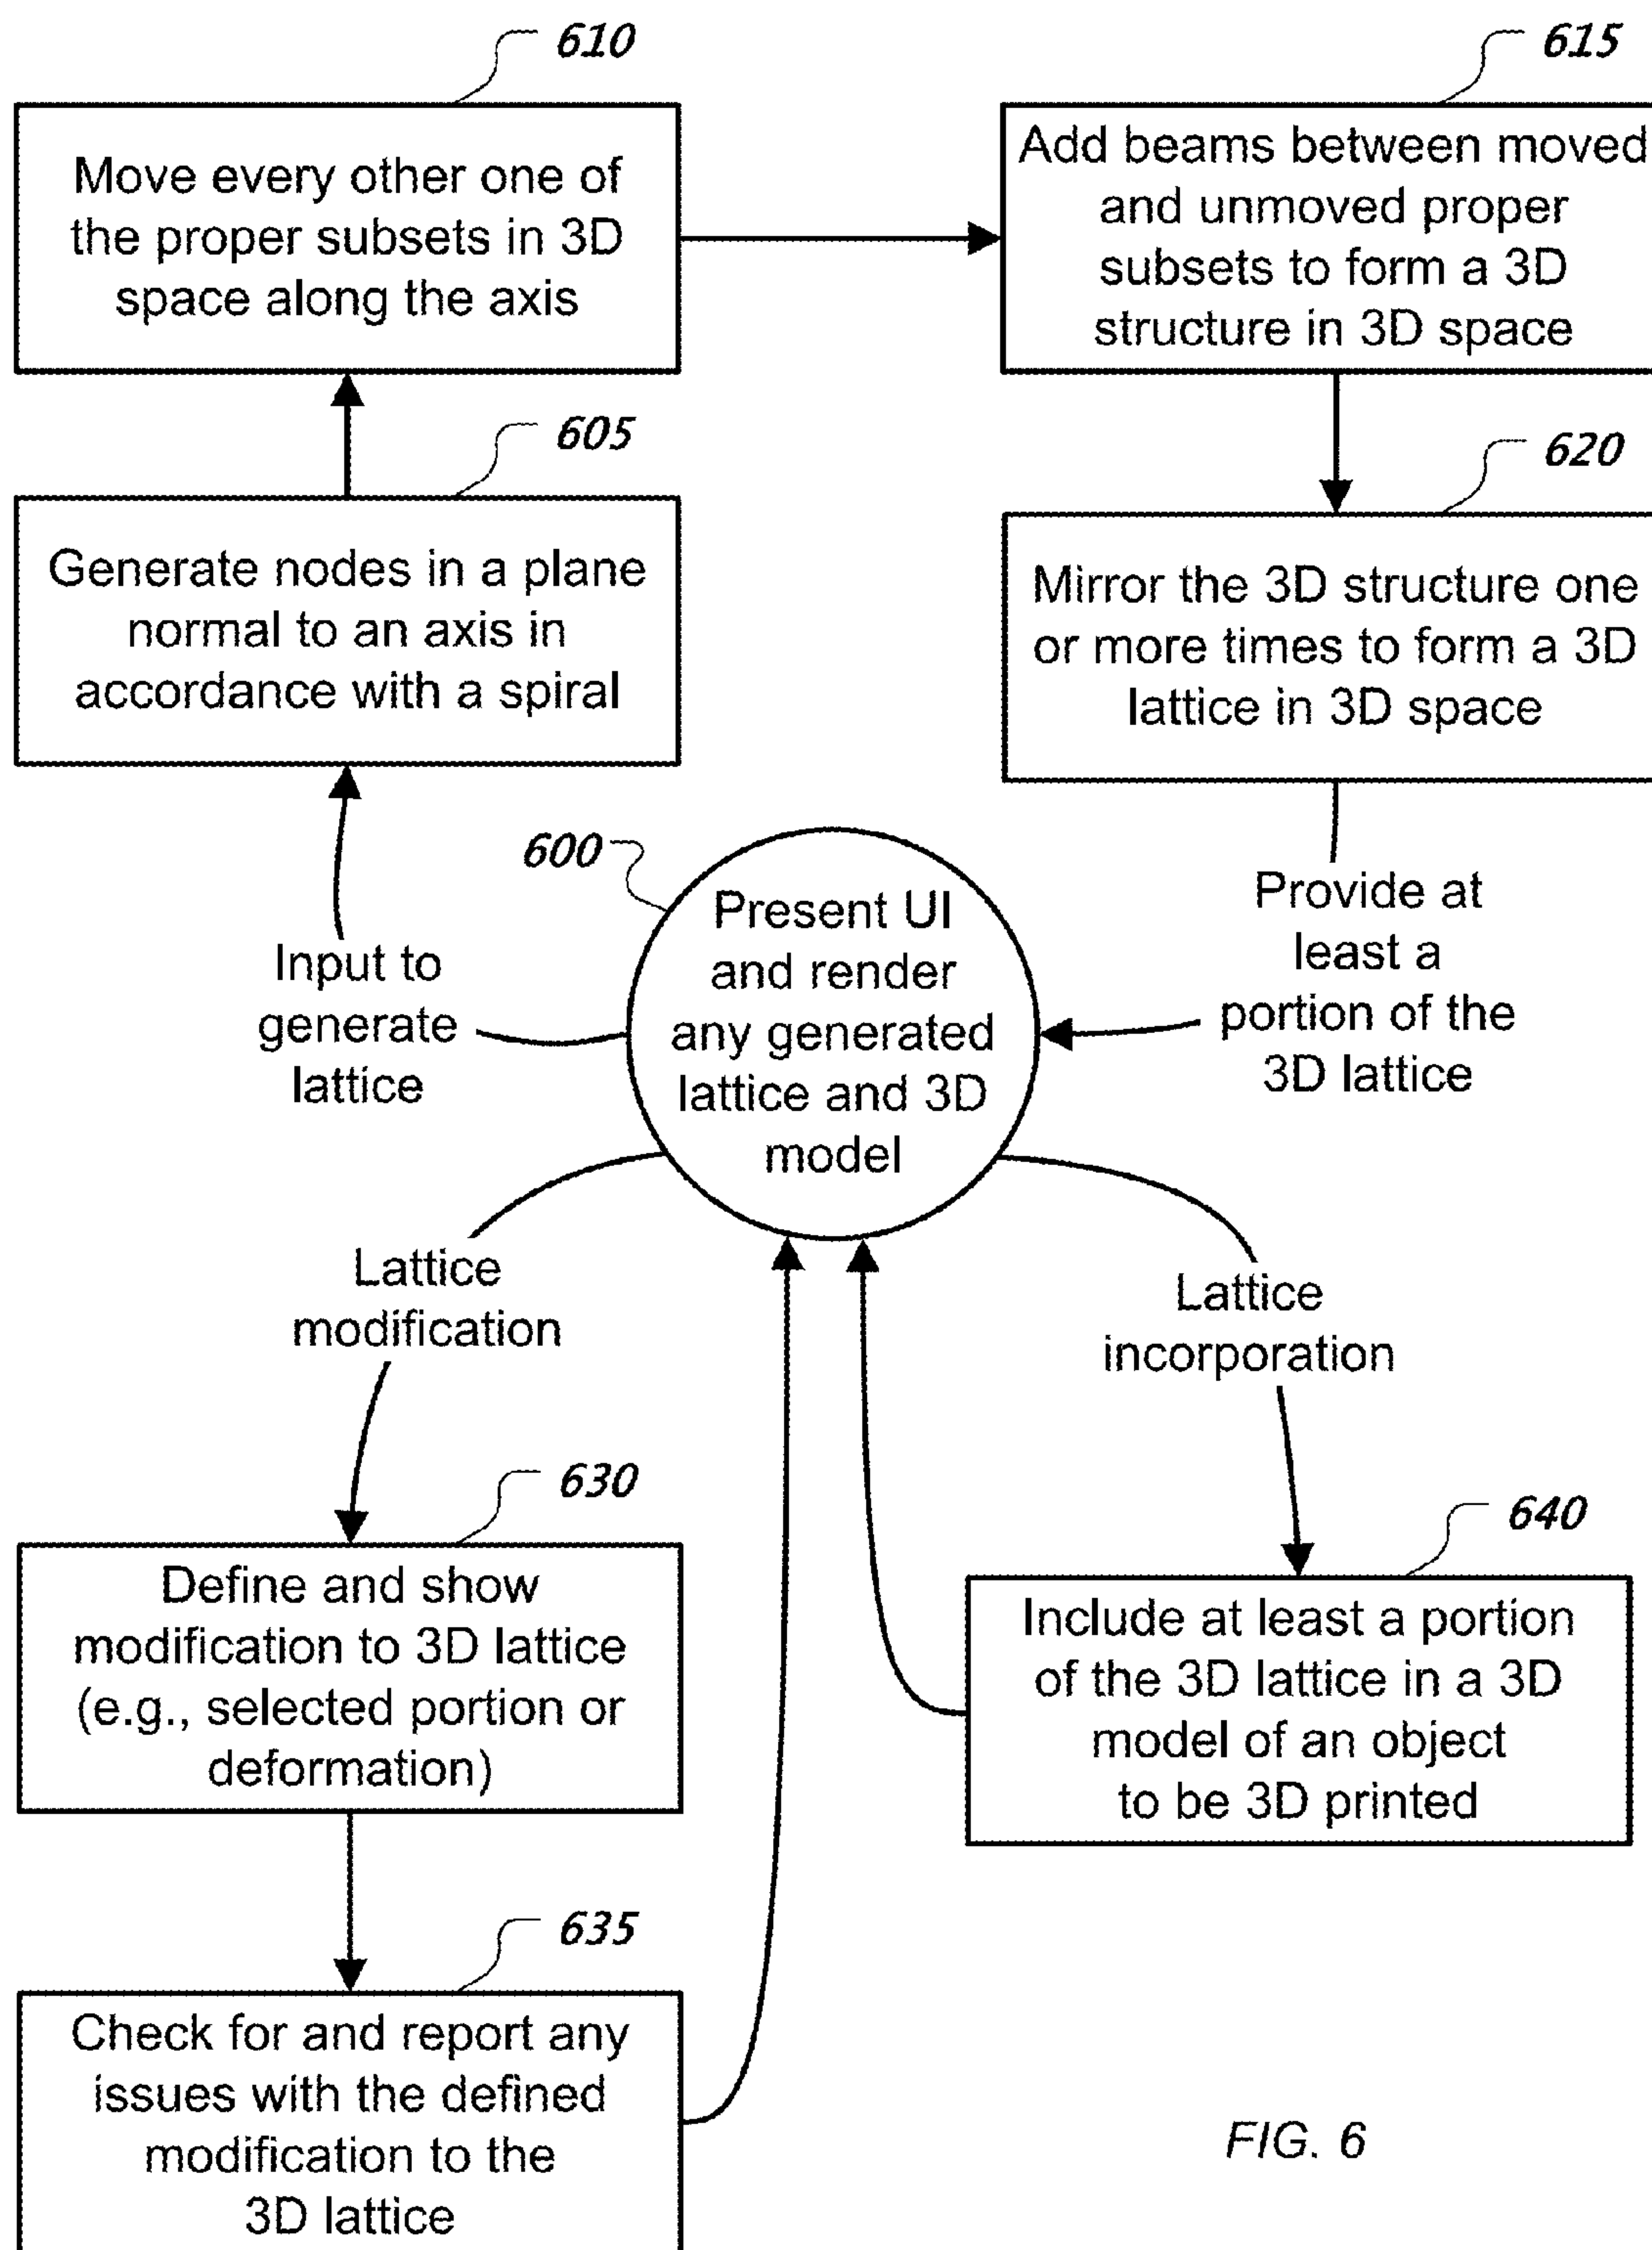 610
Move every other one of
the proper subsets in 3D
space along the axis
615
Add beams between moved
and unmoved proper
subsets to form a 3D
structure in 3D space
605
Generate nodes in a plane
normal to an axis in
accordance with a spiral
620
Mirror the 3D structure one
or more times to form a 3D
lattice in 3D space
600
Present UI
and render
any generated
lattice and 3D
model
Input to
generate
lattice
Provide at
least a
portion of the
3D lattice
Lattice
modification
Lattice
incorporation
630
Define and show
modification to 3D lattice
(e.g., selected portion or
deformation)
640
Include at least a portion
of the 3D lattice in a 3D
model of an object
to be 3D printed
635
Check for and report any
issues with the defined
modification to the
3D lattice
FIG. 6